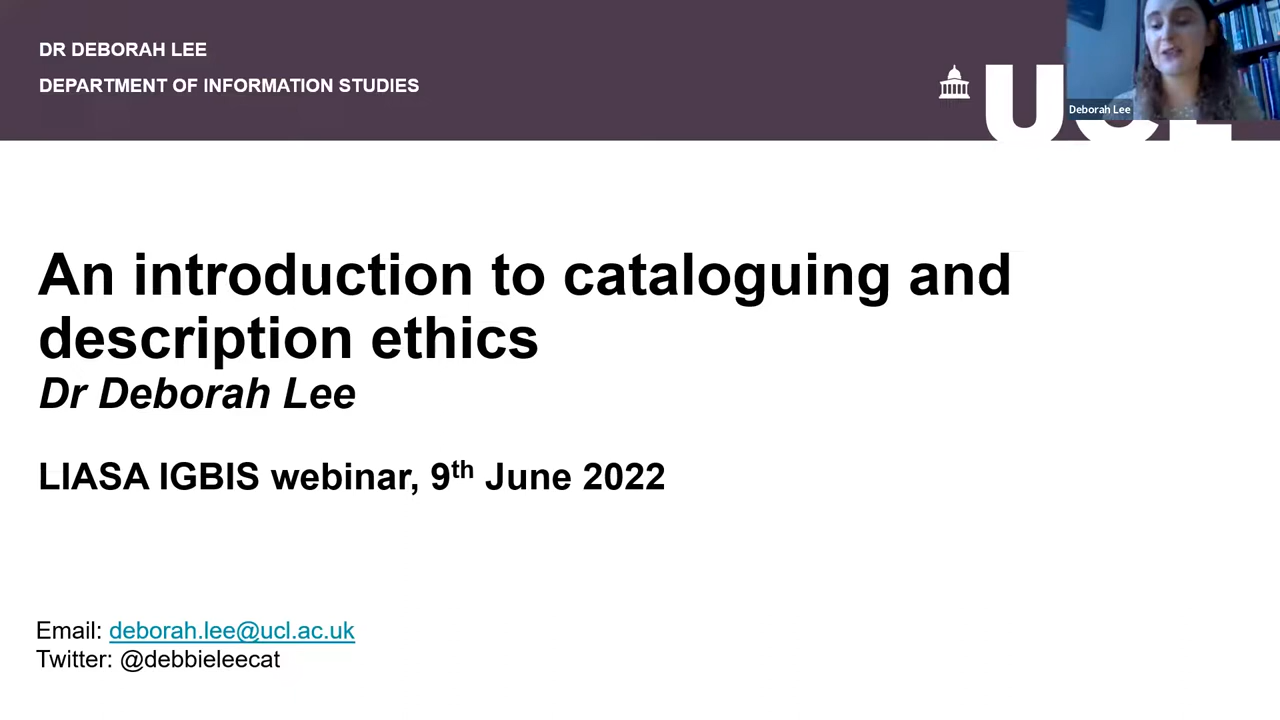 DR DEBORAH LEE
DEPARTMENT OF INFORMATION STUDIES
Deborah Lee
An introduction to cataloguing and
description ethics
Dr Deborah Lee
LIASA IGBIS webinar, 9th June 2022
Email: deborah.lee@ucl.ac.uk
Twitter: @debbieleecat